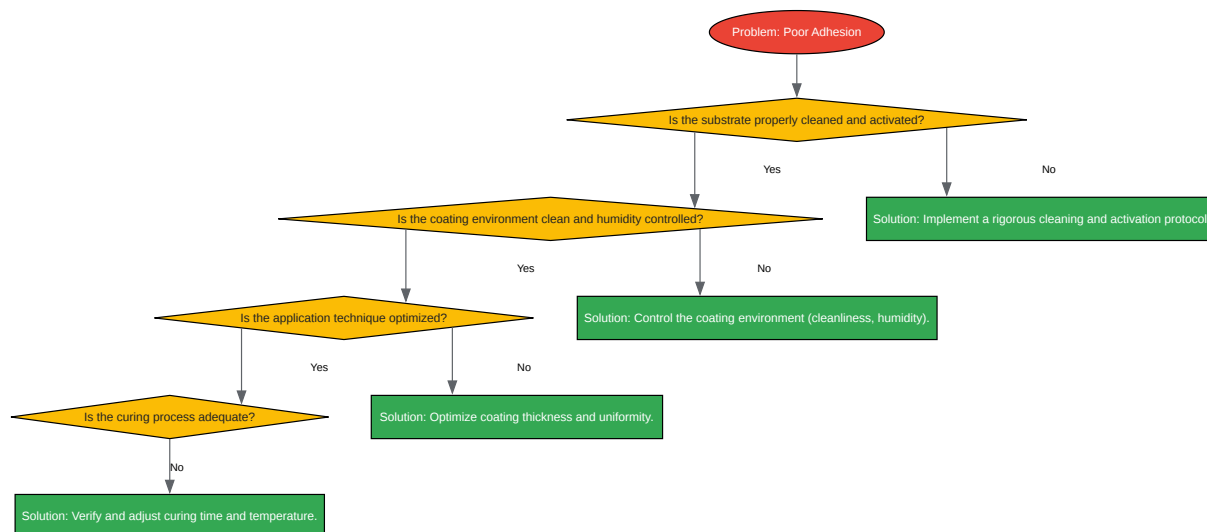 Problem: Poor Adhesion
Is the substrate properly cleaned and activated?
Yes
No
Is the coating environment clean and humidity controlled?
Solution: Implement a rigorous cleaning and activation protocol
Yes
No
Is the application technique optimized?
Solution: Control the coating environment (cleanliness, humidity).
Yes
No
Is the curing process adequate?
Solution: Optimize coating thickness and uniformity.
No
Solution: Verify and adjust curing time and temperature.